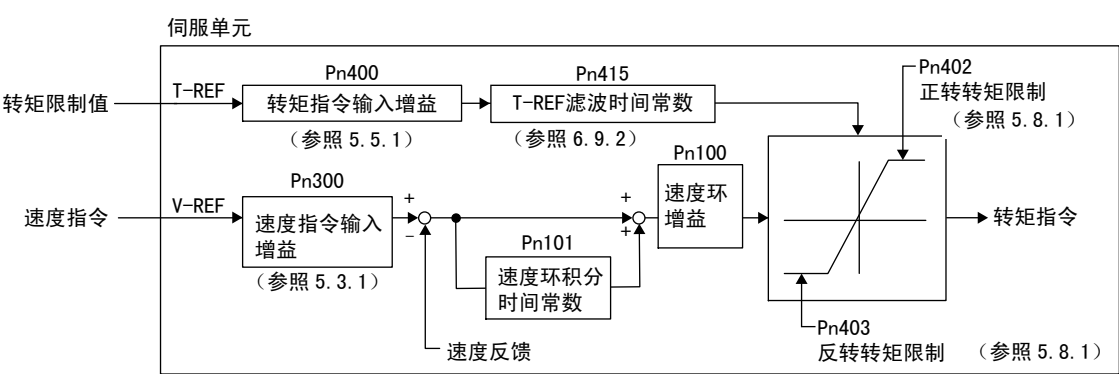 伺服单元
Pn400
Pn415
Pn402
转矩限制值
T-REF
转矩指令输入增益
T-REF滤波时间常数
正转转矩限制
（参照 5.8.1）
（参照 5.5.1）
（参照 6.9.2）
Pn100
Pn300
速度指令
V-REF
速度指令输入
增益
+
−
+
+
速度环
增益
转矩指令
Pn101
（参照 5.3.1）
速度环积分
时间常数
速度反馈
Pn403
反转转矩限制 （参照 5.8.1）